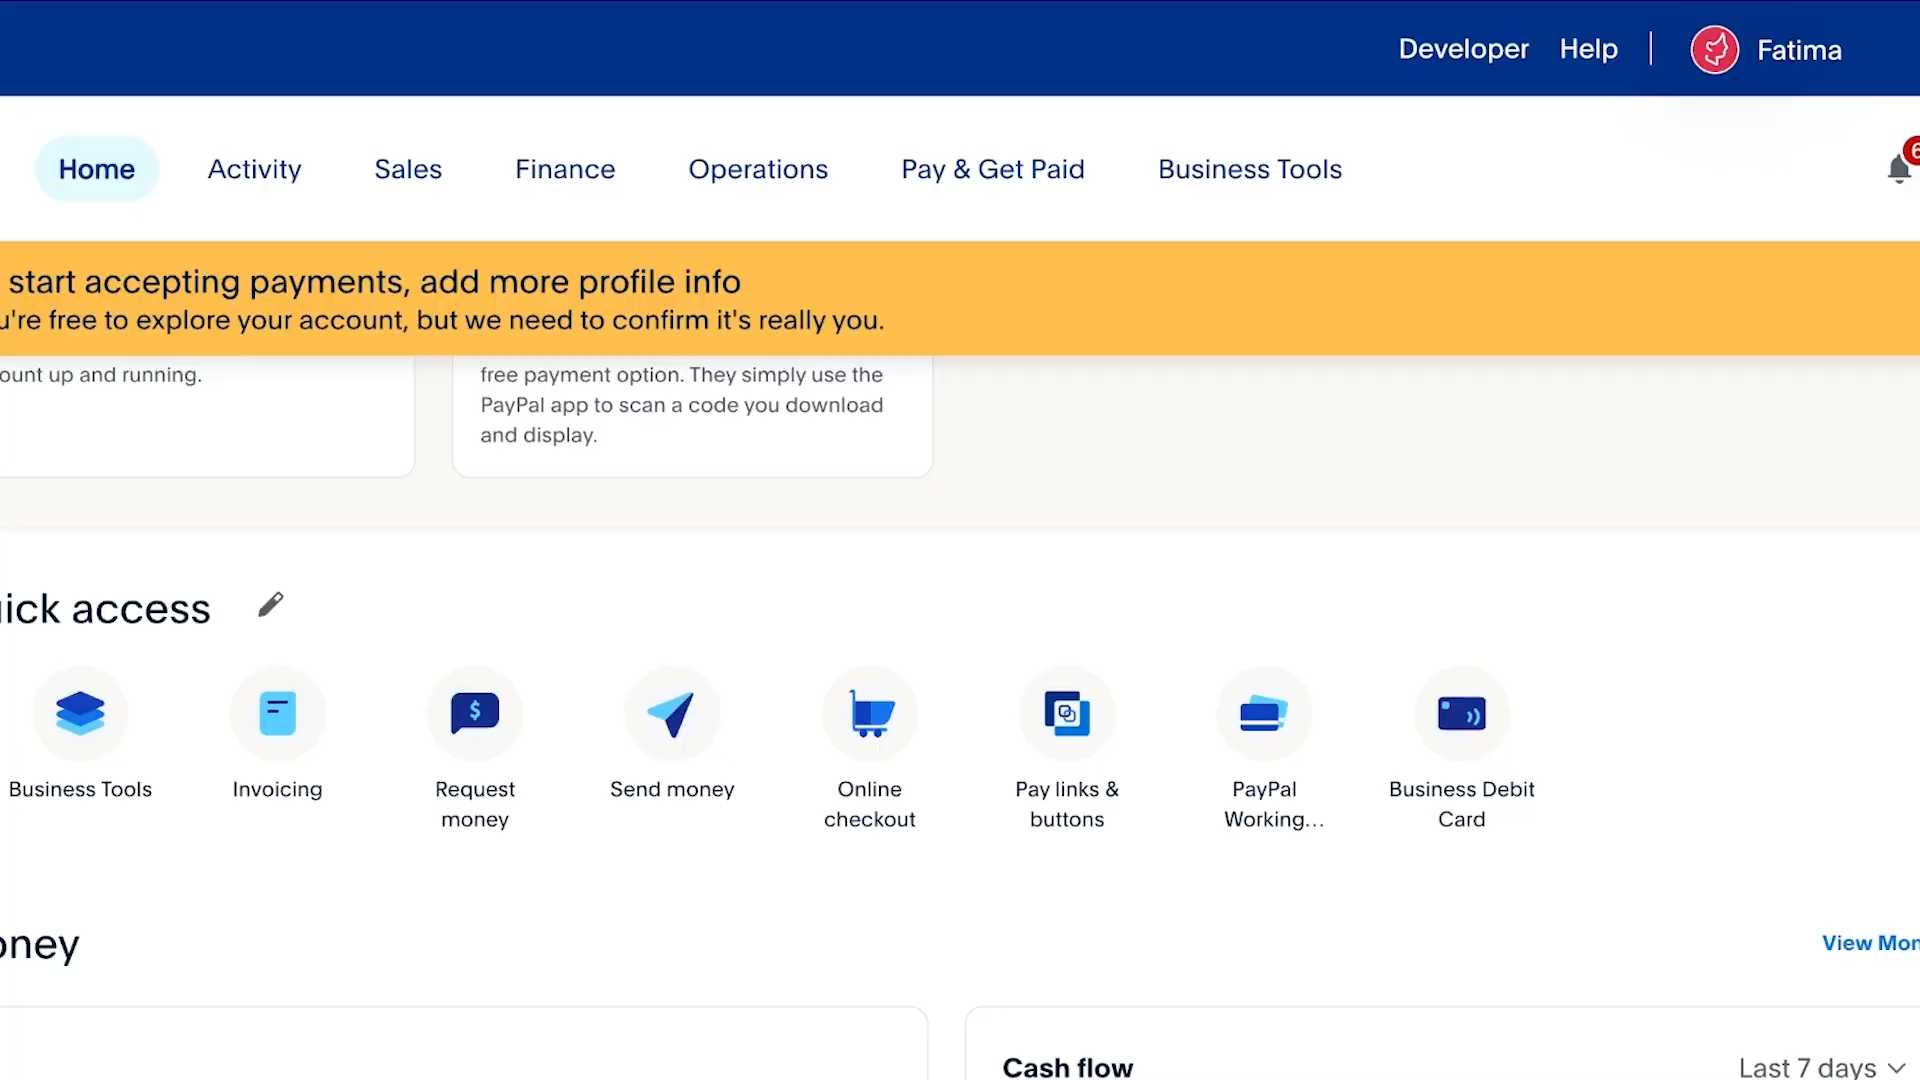 Developer Help Fatima
Home Activity Sales Finance Operations Pay & Get Paid Business Tools
6
start accepting payments, add more profile info
u're free to explore your account, but we need to confirm it's really you.
ount up and running.
free payment option. They simply use the
PayPal app to scan a code you download
and display.
ick access
Business Tools
Invoicing
$
Request
money
Send money
Online
checkout
Pay links &
buttons
PayPal
Working...
Business Debit
Card
oney
View Mon
Cash flow
Last 7 days